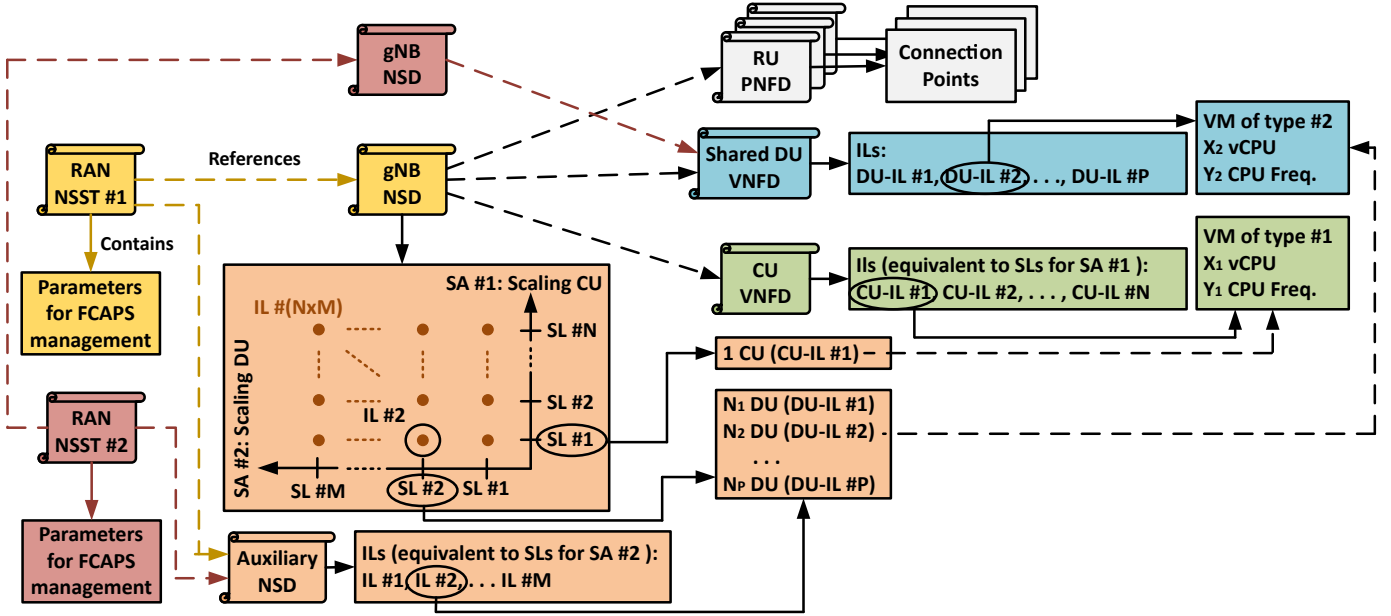 gNB
NSD
RU
PNFD
Connection
Points
References
RAN
NSST #1
gNB
NSD
Shared DU
VNFD
ILs:
DU-IL #1, DU-IL #2, . . . , DU-IL #P
VM of type #2
X2 vCPU
Y2 CPU Freq.
Contains
Parameters
for FCAPS
management
CU
VNFD
Ils (equivalent to SLs for SA #1 ):
CU-IL #1, CU-IL #2, . . . , CU-IL #N
VM of type #1
X1 vCPU
Y1 CPU Freq.
SA #1: Scaling CU
IL #(NxM)
SL #N
SL #2
IL #2
SL #1
SA #2: Scaling DU
SL #M
SL #2
SL #1
1 CU (CU-IL #1)
N1 DU (DU-IL #1)
N2 DU (DU-IL #2)
. . .
NP DU (DU-IL #P)
RAN
NSST #2
Parameters
for FCAPS
management
Auxiliary
NSD
ILs (equivalent to SLs for SA #2 ):
IL #1, IL #2, . . . IL #M